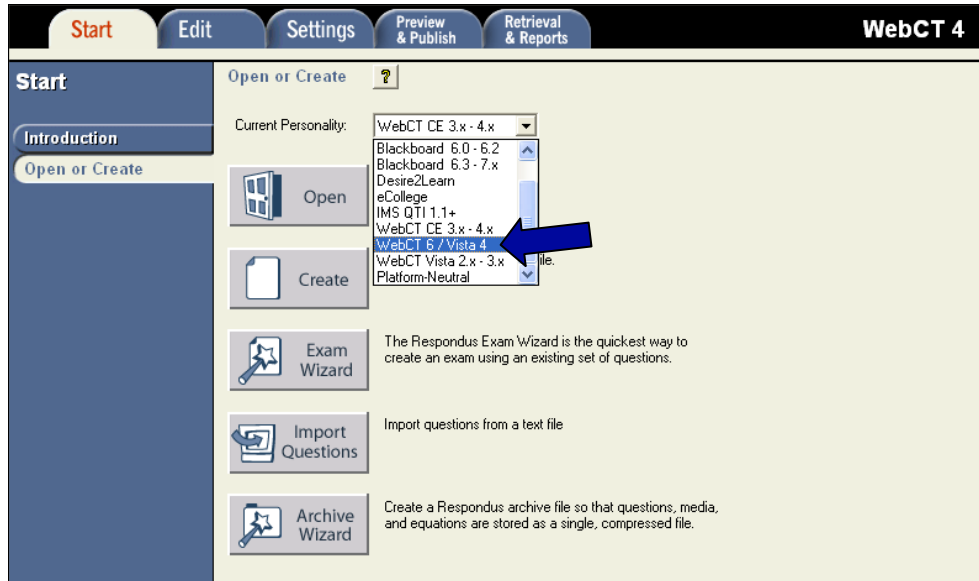 Start
Edit
Settings
Preview
& Publish
Retrieval
& Reports
WebCT 4
Start
Introduction
Open or Create
Open or Create
?
Current Personality:
WebCT CE 3.x - 4.x
Blackboard 6.0 - 6.2
Blackboard 6.3 - 7.x
Desire2Learn
eCollege
IMS QTI 1.1+
WebCT CE 3.x - 4.x
WebCT 6 / Vista 4
WebCT Vista 2.x - 3.x
Platform-Neutral
Open
Create
file.
Exam
Wizard
The Respondus Exam Wizard is the quickest way to
create an exam using an existing set of questions.
Import
Questions
Import questions from a text file
Archive
Wizard
Create a Respondus archive file so that questions, media,
and equations are stored as a single, compressed file.